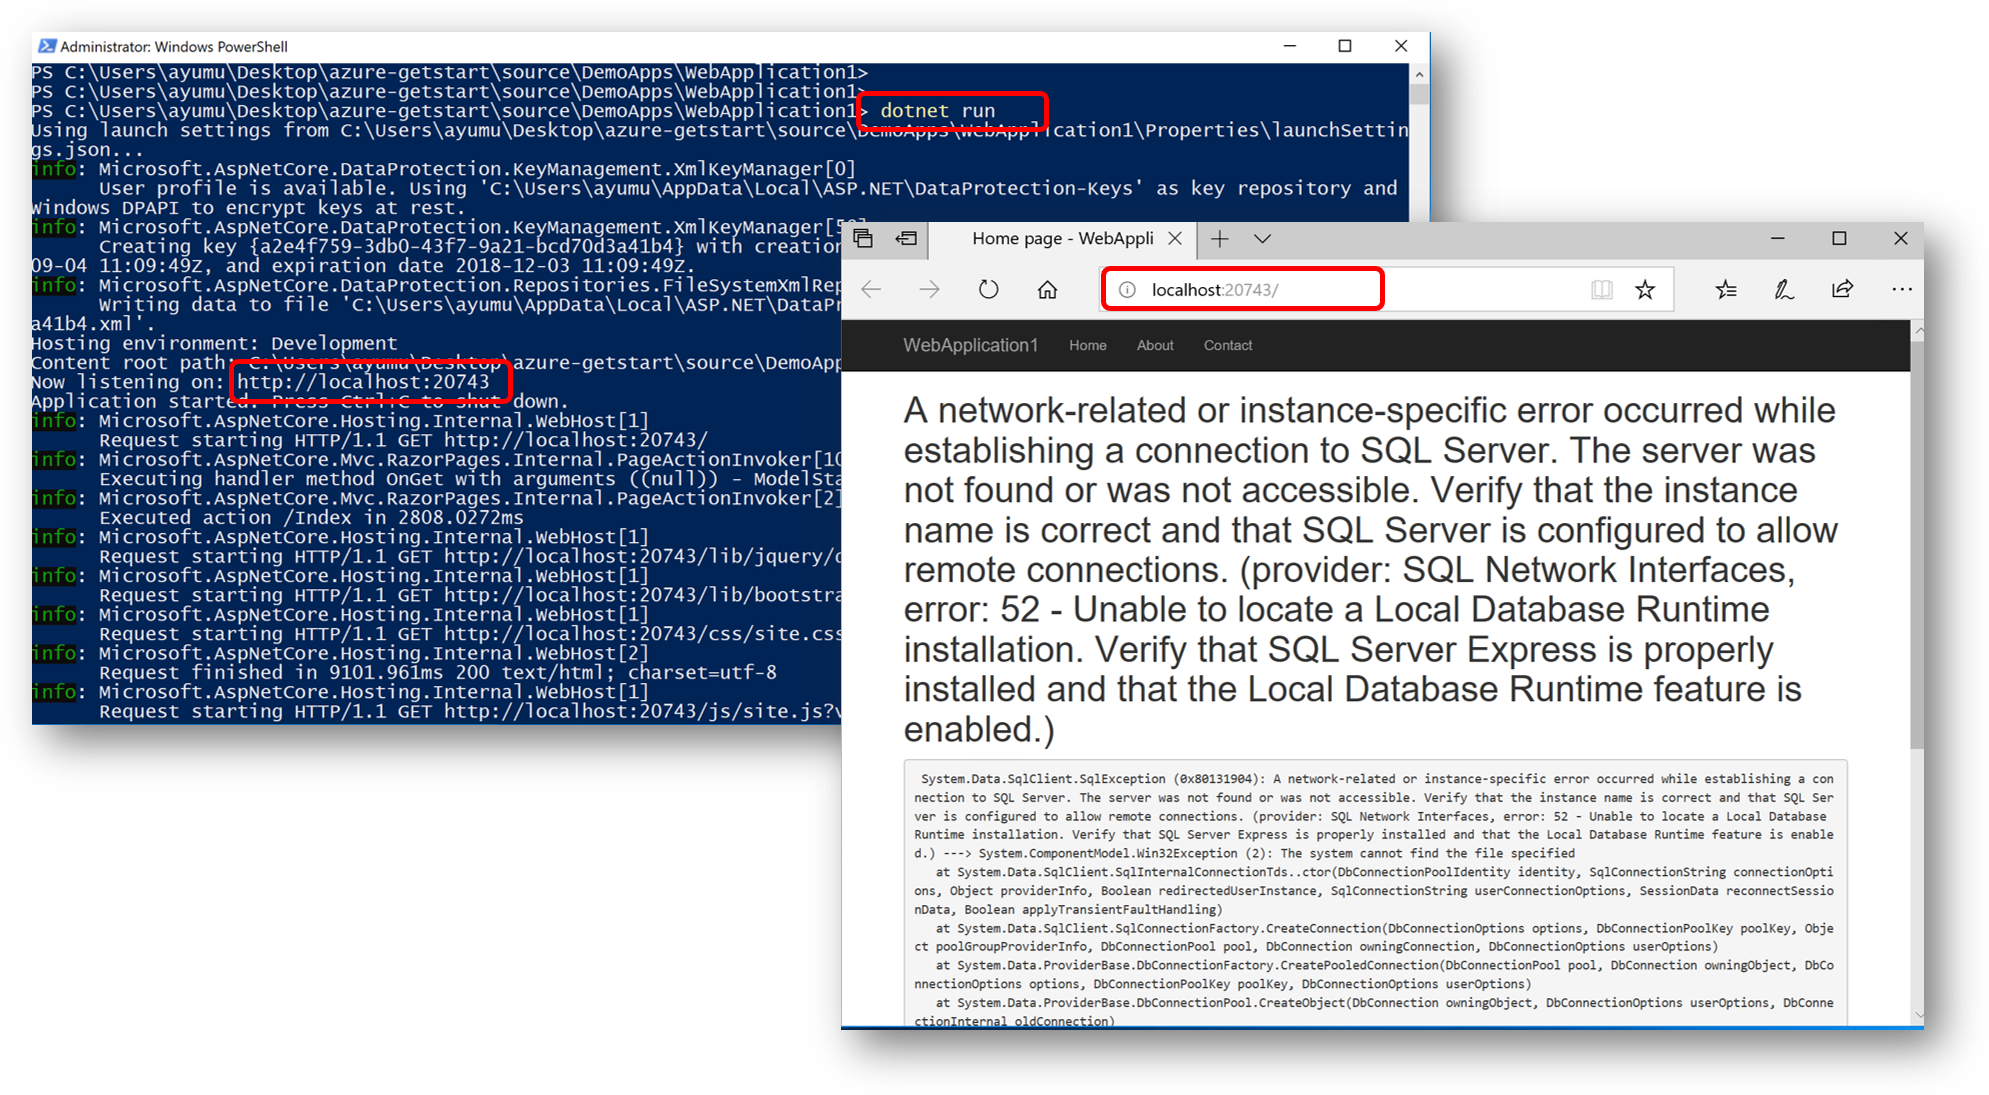 Administrator: Windows PowerShell
PS C:\Users\ayumu\Desktop\azure-getstart\source\DemoApps\WebApplication1>
PS C:\Users\ayumu\Desktop\azure-getstart\source\DemoApps\WebApplication1>
PS C:\Users\ayumu\Desktop\azure-getstart\source\DemoApps\WebApplication1> dotnet run
Using launch settings from C:\Users\ayumu\Desktop\azure-getstart\source\DemoApps\WebApplication1\Properties\launchSettin
gs.json...
info: Microsoft.AspNetCore.DataProtection.KeyManagement.XmlKeyManager[0]
User profile is available. Using 'C:\Users\ayumu\AppData\Local\ASP.NET\DataProtection-Keys' as key repository and
Windows DPAPI to encrypt keys at rest.
info: Microsoft.AspNetCore.DataProtection.KeyManagement.XmlKeyManager[5
Creating key {a2e4f759-3db0-43f7-9a21-bcd70d3a41b4} with creation
09-04 11:09:49Z, and expiration date 2018-12-03 11:09:49Z.
info: Microsoft.AspNetCore.DataProtection.Repositories.FileSystemXmlRep
Writing data to file 'C:\Users\ayumu\AppData\Local\ASP.NET\DataPr
a41b4.xml'.
Hosting environment: Development
Content root path: C:\Users\ayumu\Desktop\azure-getstart\source\DemoApp
Now listening on: http://localhost:20743
Application started. Press Ctrl+C to shut down.
info: Microsoft.AspNetCore.Hosting.Internal.WebHost[1]
Request starting HTTP/1.1 GET http://localhost:20743/
info: Microsoft.AspNetCore.Mvc.RazorPages.Internal.PageActionInvoker[10
Executing handler method OnGet with arguments ((null)) - ModelSta
info: Microsoft.AspNetCore.Mvc.RazorPages.Internal.PageActionInvoker[2]
Executed action /Index in 2808.0272ms
info: Microsoft.AspNetCore.Hosting.Internal.WebHost[1]
Request starting HTTP/1.1 GET http://localhost:20743/lib/jquery/d
info: Microsoft.AspNetCore.Hosting.Internal.WebHost[1]
Request starting HTTP/1.1 GET http://localhost:20743/lib/bootstra
info: Microsoft.AspNetCore.Hosting.Internal.WebHost[1]
Request starting HTTP/1.1 GET http://localhost:20743/css/site.css
info: Microsoft.AspNetCore.Hosting.Internal.WebHost[2]
Request finished in 9101.961ms 200 text/html; charset=utf-8
info: Microsoft.AspNetCore.Hosting.Internal.WebHost[1]
Request starting HTTP/1.1 GET http://localhost:20743/js/site.js?v
Home page - WebAppli
localhost:20743/
WebApplication1 Home About Contact
A network-related or instance-specific error occurred while
establishing a connection to SQL Server. The server was
not found or was not accessible. Verify that the instance
name is correct and that SQL Server is configured to allow
remote connections. (provider: SQL Network Interfaces,
error: 52 - Unable to locate a Local Database Runtime
installation. Verify that SQL Server Express is properly
installed and that the Local Database Runtime feature is
enabled.)
System.Data.SqlClient.SqlException (0x80131904): A network-related or instance-specific error occurred while establishing a con
nection to SQL Server. The server was not found or was not accessible. Verify that the instance name is correct and that SQL Ser
ver is configured to allow remote connections. (provider: SQL Network Interfaces, error: 52 - Unable to locate a Local Database
Runtime installation. Verify that SQL Server Express is properly installed and that the Local Database Runtime feature is enable
d.) ---> System.ComponentModel.Win32Exception (2): The system cannot find the file specified
at System.Data.SqlClient.SqlInternalConnectionTds..ctor(DbConnectionPoolIdentity identity, SqlConnectionString connectionOpti
ons, Object providerInfo, Boolean redirectedUserInstance, SqlConnectionString userConnectionOptions, SessionData reconnectSessio
nData, Boolean applyTransientFaultHandling)
at System.Data.SqlClient.SqlConnectionFactory.CreateConnection(DbConnectionOptions options, DbConnectionPoolKey poolKey, Obje
ct poolGroupProviderInfo, DbConnectionPool pool, DbConnection owningConnection, DbConnectionOptions userOptions)
at System.Data.ProviderBase.DbConnectionFactory.CreatePooledConnection(DbConnectionPool pool, DbConnection owningObject, DbCo
nnectionOptions options, DbConnectionPoolKey poolKey, DbConnectionOptions userOptions)
at System.Data.ProviderBase.DbConnectionPool.CreateObject(DbConnection owningObject, DbConnectionOptions userOptions, DbConne
ctionInternal oldConnection)